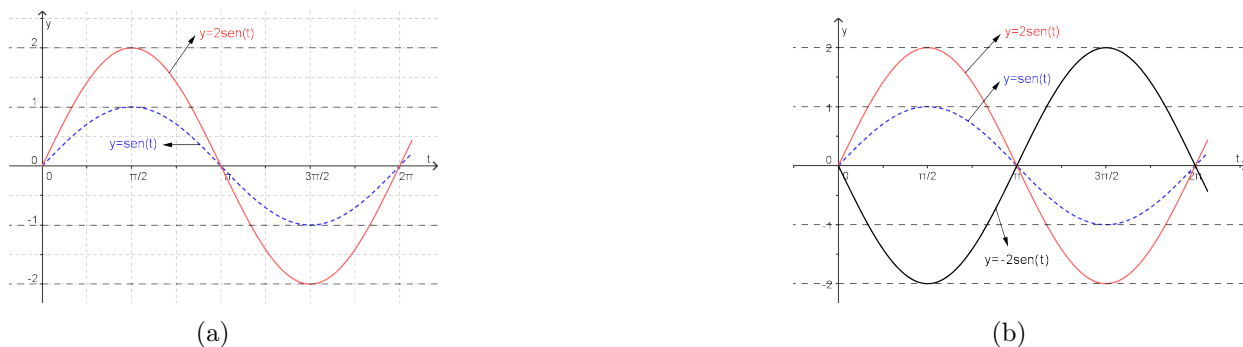 y
y=2sen(t)
2
1
y=sen(t)
0
t
0
π/2
π
3π/2
2π
-1
-2
(a)
y
y=2sen(t)
2
y=sen(t)
1
0
t
0
π/2
π
3π/2
2π
-1
y=-2sen(t)
-2
(b)